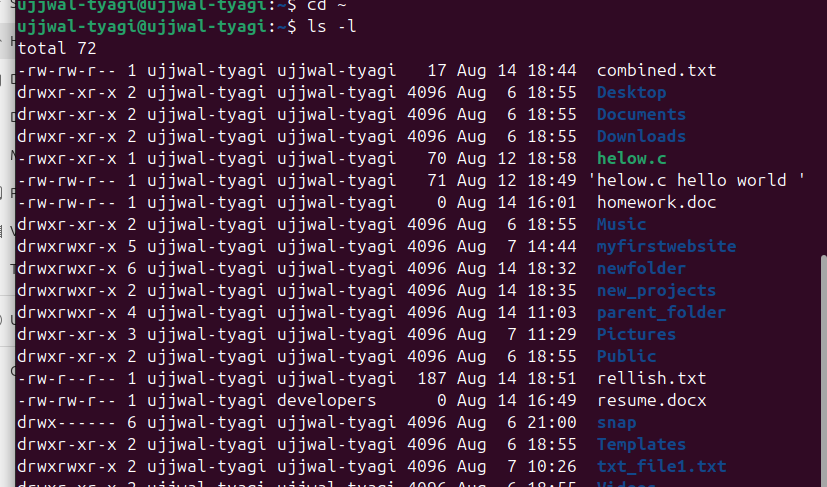 ujjwal-tyagi@ujjwal-tyagi:~$ cd ~
ujjwal-tyagi@ujjwal-tyagi:~$ ls -l
total 72
-rw-rw-r-- 1 ujjwal-tyagi ujjwal-tyagi   17 Aug 14 18:44  combined.txt
drwxr-xr-x 2 ujjwal-tyagi ujjwal-tyagi 4096 Aug  6 18:55  Desktop
drwxr-xr-x 2 ujjwal-tyagi ujjwal-tyagi 4096 Aug  6 18:55  Documents
drwxr-xr-x 2 ujjwal-tyagi ujjwal-tyagi 4096 Aug  6 18:55  Downloads
-rwxr-xr-x 1 ujjwal-tyagi ujjwal-tyagi   70 Aug 12 18:58  helow.c
-rw-rw-r-- 1 ujjwal-tyagi ujjwal-tyagi   71 Aug 12 18:49 'helow.c hello world '
-rw-rw-r-- 1 ujjwal-tyagi ujjwal-tyagi    0 Aug 14 16:01  homework.doc
drwxr-xr-x 2 ujjwal-tyagi ujjwal-tyagi 4096 Aug  6 18:55  Music
drwxrwxr-x 5 ujjwal-tyagi ujjwal-tyagi 4096 Aug  7 14:44  myfirstwebsite
drwxrwxr-x 6 ujjwal-tyagi ujjwal-tyagi 4096 Aug 14 18:32  newfolder
drwxrwxr-x 2 ujjwal-tyagi ujjwal-tyagi 4096 Aug 14 18:35  new_projects
drwxrwxr-x 4 ujjwal-tyagi ujjwal-tyagi 4096 Aug 14 11:03  parent_folder
drwxr-xr-x 3 ujjwal-tyagi ujjwal-tyagi 4096 Aug  7 11:29  Pictures
drwxr-xr-x 2 ujjwal-tyagi ujjwal-tyagi 4096 Aug  6 18:55  Public
-rw-r--r-- 1 ujjwal-tyagi ujjwal-tyagi  187 Aug 14 18:51  rellish.txt
-rw-rw-r-- 1 ujjwal-tyagi developers      0 Aug 14 16:49  resume.docx
drwx------ 6 ujjwal-tyagi ujjwal-tyagi 4096 Aug  6 21:00  snap
drwxr-xr-x 2 ujjwal-tyagi ujjwal-tyagi 4096 Aug  6 18:55  Templates
drwxrwxr-x 2 ujjwal-tyagi ujjwal-tyagi 4096 Aug  7 10:26  txt_file1.txt
drwxr-xr-x 2 ujjwal-tyagi ujjwal-tyagi 4096 Aug  6 18:55  Videos